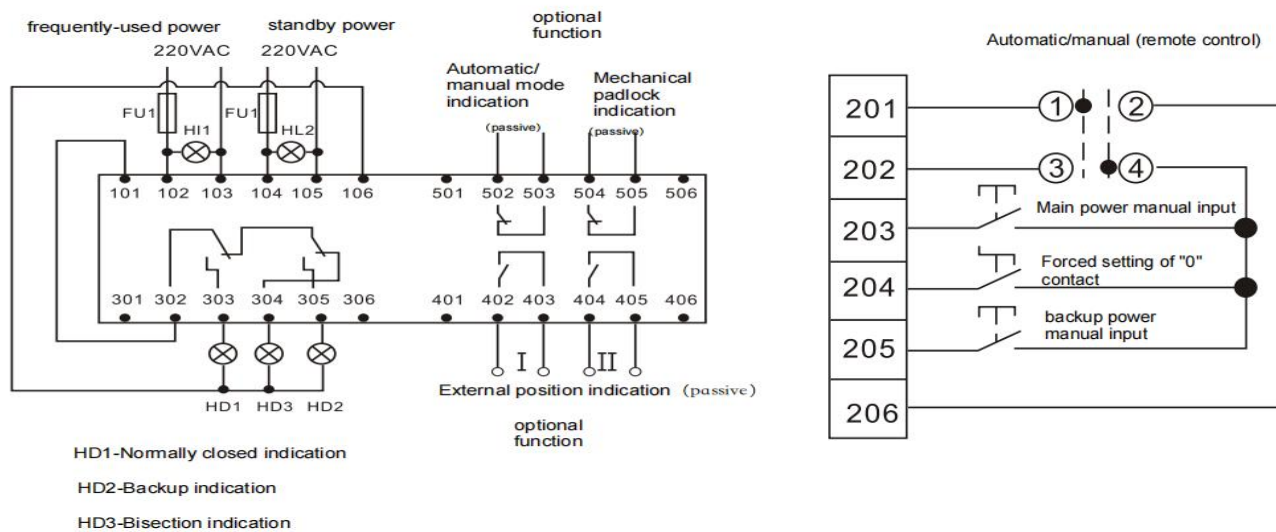 frequently-used power
standby power
220VAC
220VAC
FU1
HI1
FU1
HL2
optional
function
Automatic/
manual mode
indication
(passive)
Mechanical
padlock
indication
(passive)
101 102 103 104 105 106
501 502 503 504 505 506
301 302 303 304 305 306
401 402 403 404 405 406
HD1 HD3 HD2
I
II
External position indication (passive)
optional
function
HD1-Normally closed indication
HD2-Backup indication
HD3-Bisection indication
Automatic/manual (remote control)
201
1
2
202
3
4
203
Main power manual input
204
Forced setting of "0"
contact
205
backup power
manual input
206